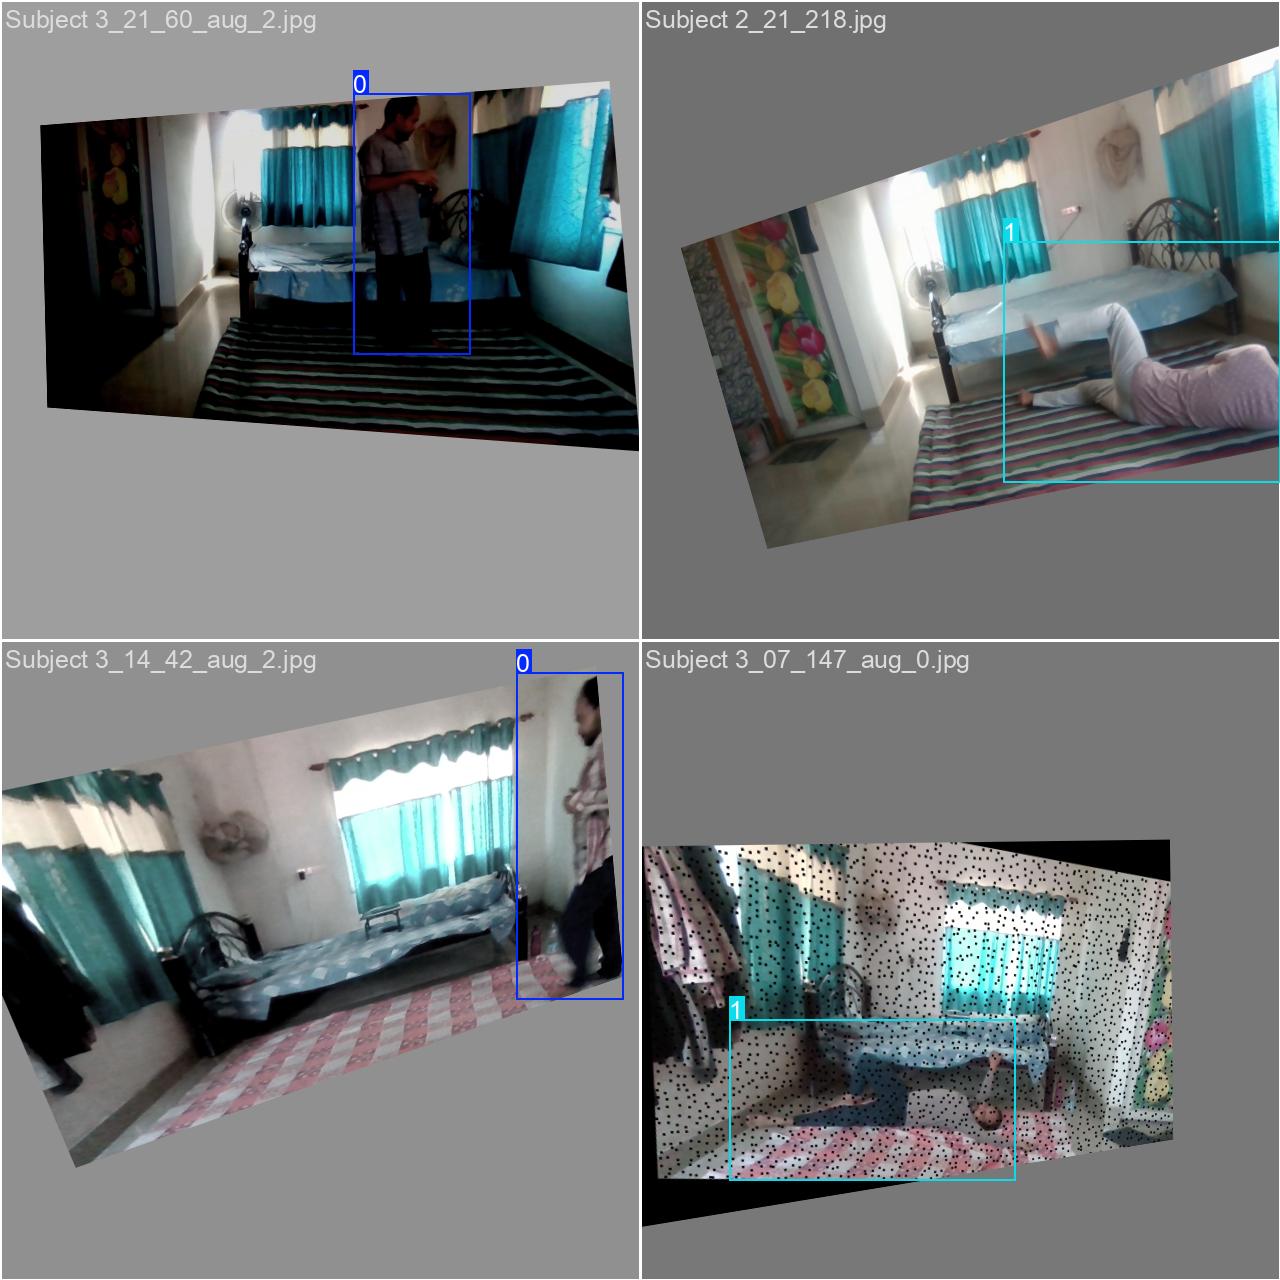 Subject 3_21_60_aug_2.jpg
0
Subject 2_21_218.jpg
1
Subject 3_14_42_aug_2.jpg
0
Subject 3_07_147_aug_0.jpg
1